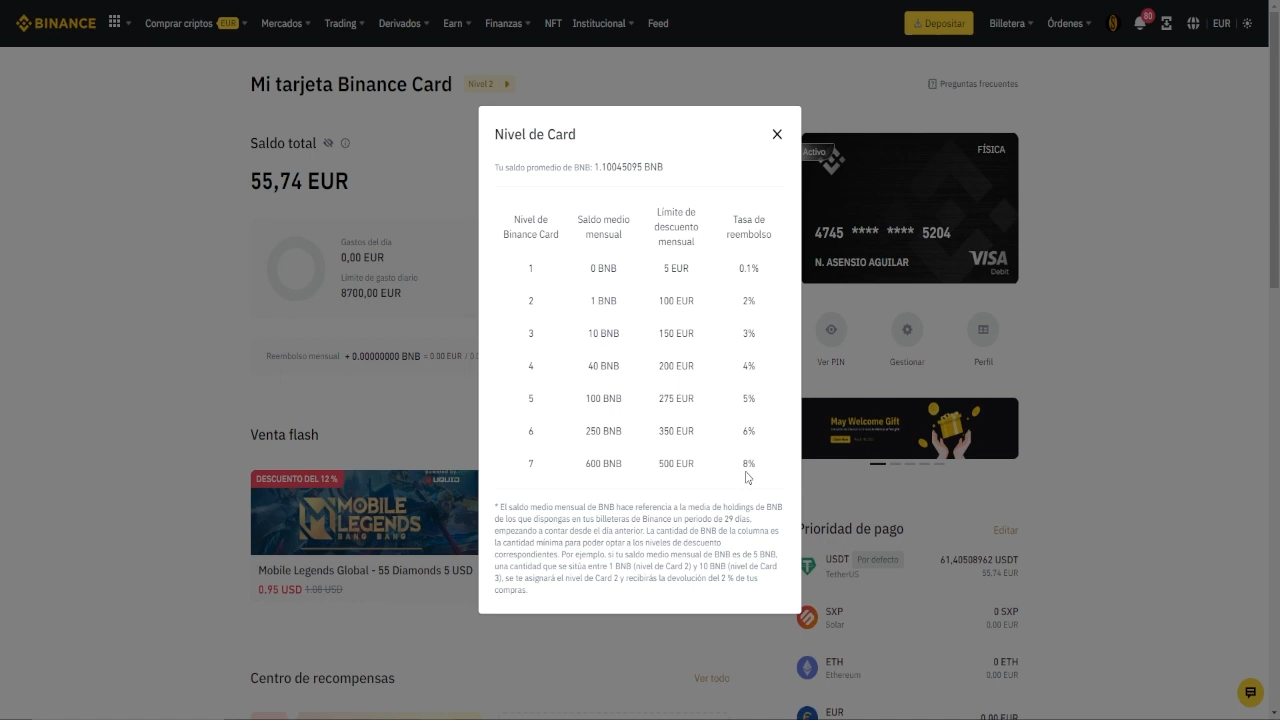 BINANCE
Comprar criptos EUR
Mercados
Trading
Derivados
Earn
Finanzas
NFT
Institucional
Feed
Depositar
Billetera
Órdenes
80
EUR
Mi tarjeta Binance Card
Nivel 2
Preguntas frecuentes
Saldo total
55,74 EUR
Gastos del día
0,00 EUR
Límite de gasto diario
8700,00 EUR
Reembolso mensual + 0.00000000 BNB = 0.00 EUR
Venta flash
DESCUENTO DEL 12 %
MOBILE
LEGENDS
BANG BANG
Mobile Legends Global - 55 Diamonds 5 USD
0.95 USD 1.08 USD
Centro de recompensas
Ver todo
Nivel de Card
Tu saldo promedio de BNB: 1.10045095 BNB
Nivel de
Binance Card
Saldo medio
mensual
Límite de
descuento
mensual
Tasa de
reembolso
1 0 BNB 5 EUR 0.1%
2 1 BNB 100 EUR 2%
3 10 BNB 150 EUR 3%
4 40 BNB 200 EUR 4%
5 100 BNB 275 EUR 5%
6 250 BNB 350 EUR 6%
7 600 BNB 500 EUR 8%
* El saldo medio mensual de BNB hace referencia a la media de holdings de BNB
de los que dispongas en tus billeteras de Binance un periodo de 29 días,
empezando a contar desde el día anterior. La cantidad de BNB de la columna es
la cantidad mínima para poder optar a los niveles de descuento
correspondientes. Por ejemplo, si tu saldo medio mensual de BNB es de 5 BNB,
una cantidad que se sitúa entre 1 BNB (nivel de Card 2) y 10 BNB (nivel de Card
3), se te asignará el nivel de Card 2 y recibirás la devolución del 2 % de tus
compras.
Activo
FÍSICA
4745 **** **** 5204
N. ASENSIO AGUILAR
VISA
Debit
Ver PIN
Gestionar
Perfil
May Welcome Gift
Prioridad de pago
Editar
USDT Por defecto 61,40508962 USDT
TetherUS 55,74 EUR
SXP 0 SXP
Solar 0,00 EUR
ETH 0 ETH
Ethereum 0,00 EUR
EUR 0,00 EUR